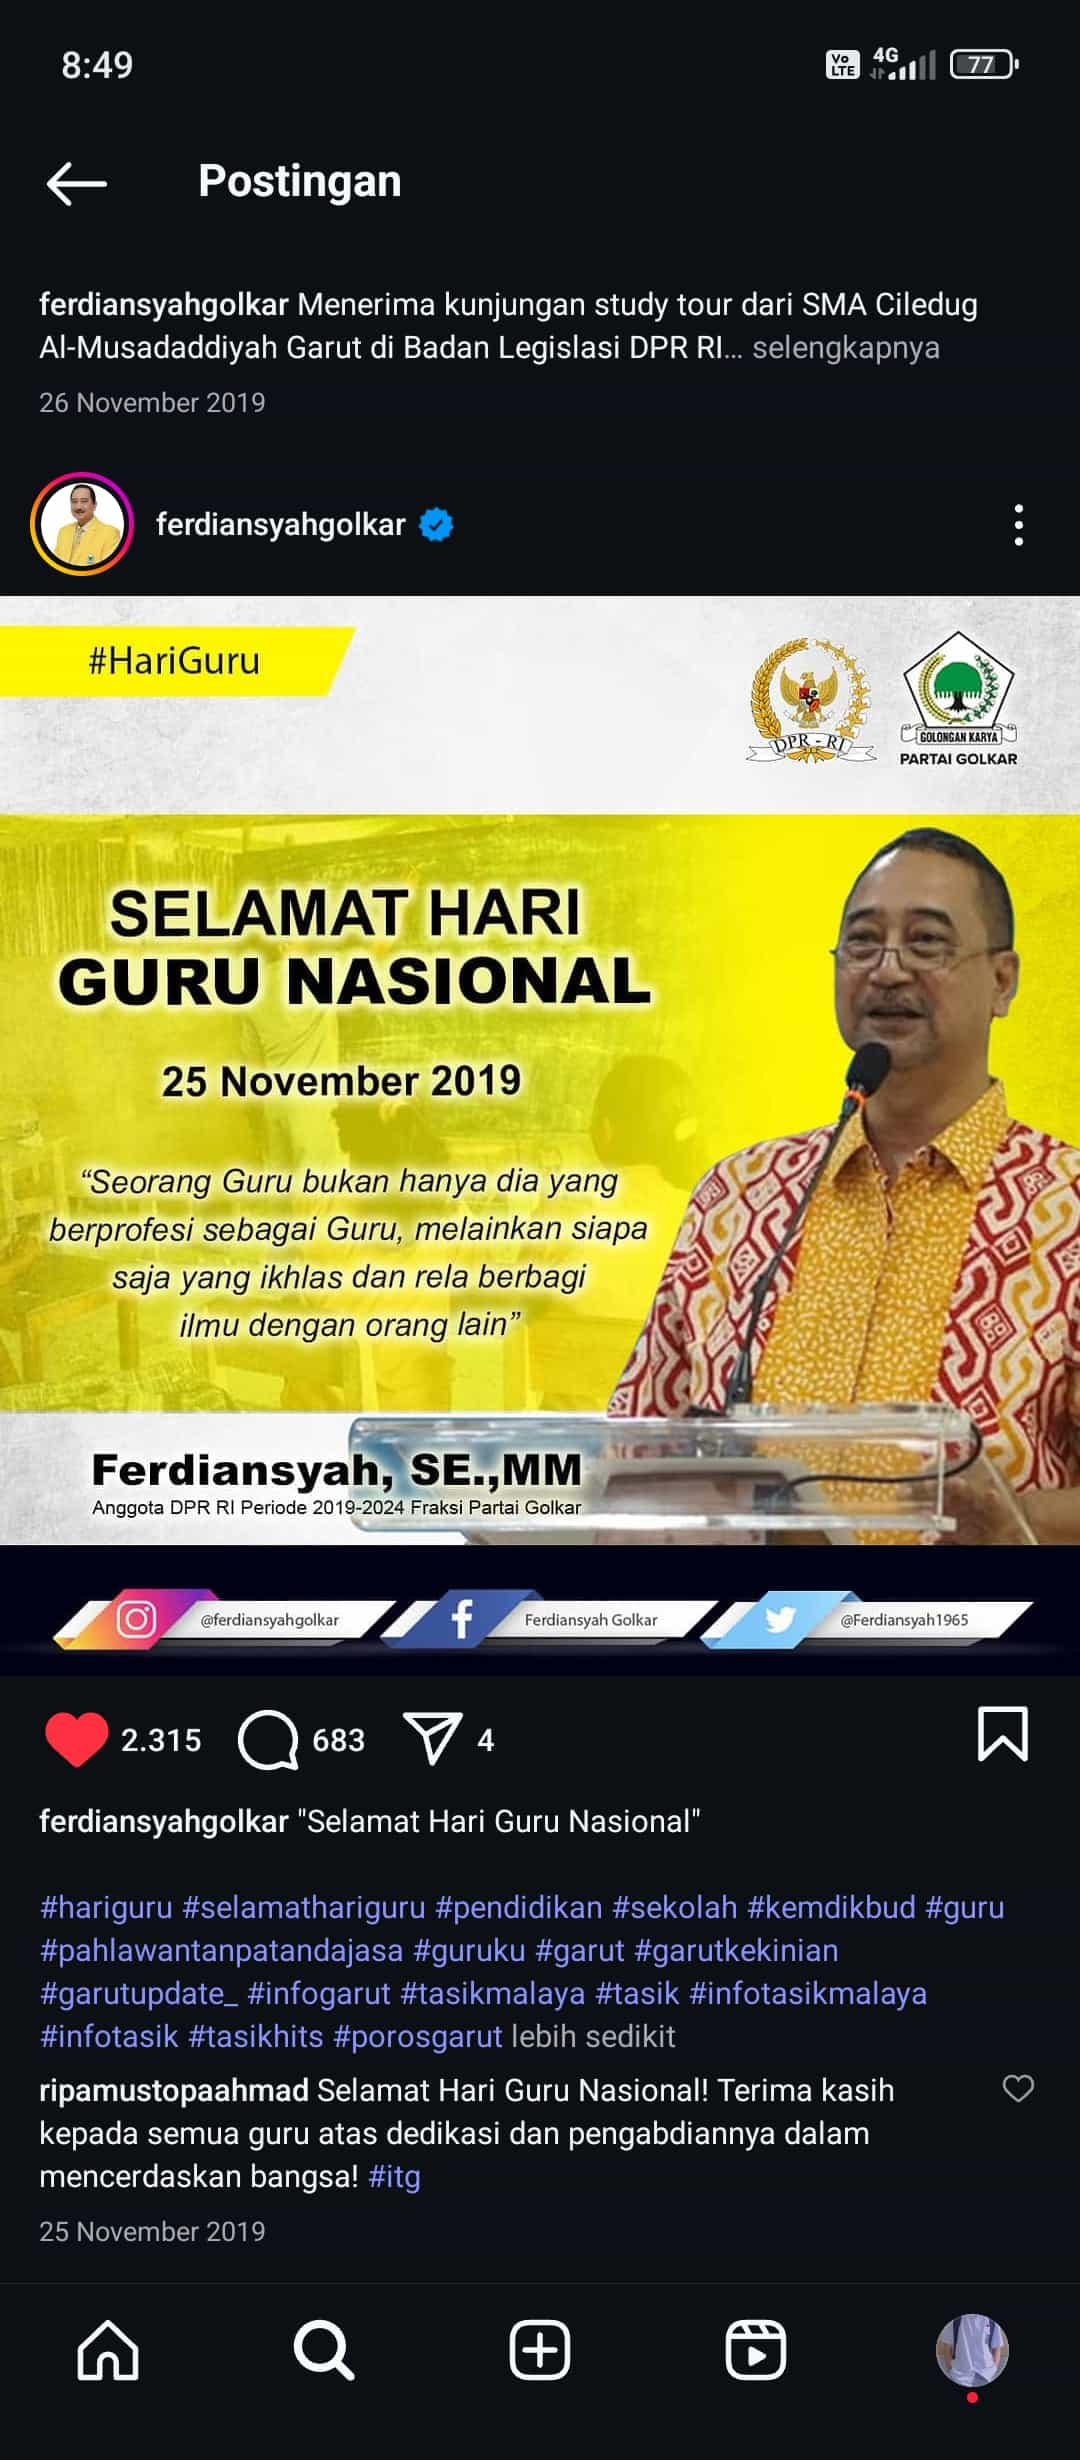 8:49
Vo LTE 4G 77
Postingan
ferdiansyahgolkar Menerima kunjungan study tour dari SMA Ciledug
Al-Musadaddiyah Garut di Badan Legislasi DPR RI... selengkapnya
26 November 2019
ferdiansyahgolkar
#HariGuru
DPR - RI
GOLONGAN KARYA
PARTAI GOLKAR
SELAMAT HARI
GURU NASIONAL
25 November 2019
“Seorang Guru bukan hanya dia yang
berprofesi sebagai Guru, melainkan siapa
saja yang ikhlas dan rela berbagi
ilmu dengan orang lain”
Ferdiansyah, SE.,MM
Anggota DPR RI Periode 2019-2024 Fraksi Partai Golkar
@ferdiansyahgolkar Ferdiansyah Golkar @Ferdiansyah1965
2.315 683 4
ferdiansyahgolkar "Selamat Hari Guru Nasional"
#hariguru #selamathariguru #pendidikan #sekolah #kemdikbud #guru
#pahlawantanpatandajasa #guruku #garut #garutkekinian
#garutupdate_ #infogarut #tasikmalaya #tasik #infotasikmalaya
#infotasik #tasikhits #porosgarut lebih sedikit
ripamustopaahmad Selamat Hari Guru Nasional! Terima kasih
kepada semua guru atas dedikasi dan pengabdiannya dalam
mencerdaskan bangsa! #itg
25 November 2019